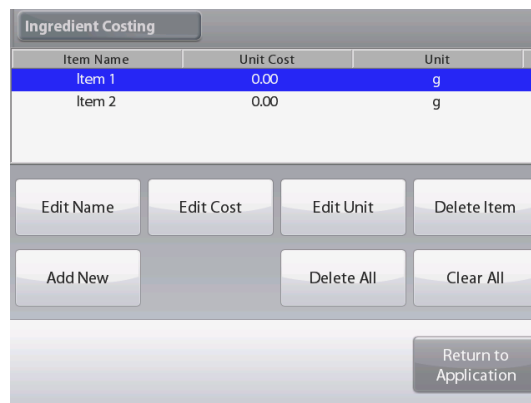 Ingredient Costing
Item Name Unit Cost Unit
Item 1 0.00 g
Item 2 0.00 g
Edit Name Edit Cost Edit Unit Delete Item
Add New Delete All Clear All
Return to
Application